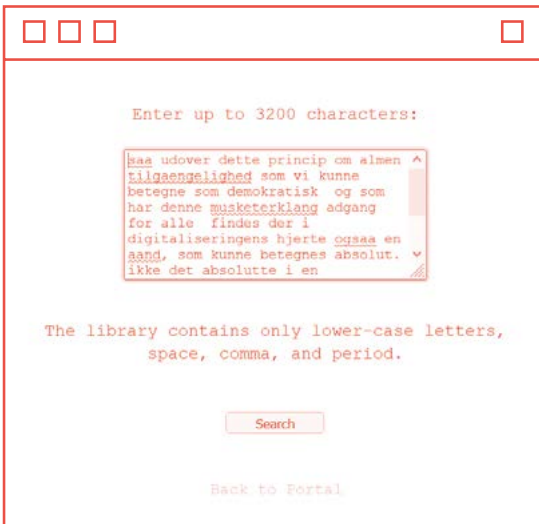 Enter up to 3200 characters:
saa udover dette princip om almen
tilgaengelighed som vi kunne
betegne som demokratisk  og som
har denne musketerklang adgang
for alle  findes der i
digitaliseringens hjerte ogsaa en
aand, som kunne betegnes absolut.
ikke det absolutte i en
The library contains only lower-case letters,
space, comma, and period.
Search
Back to Portal